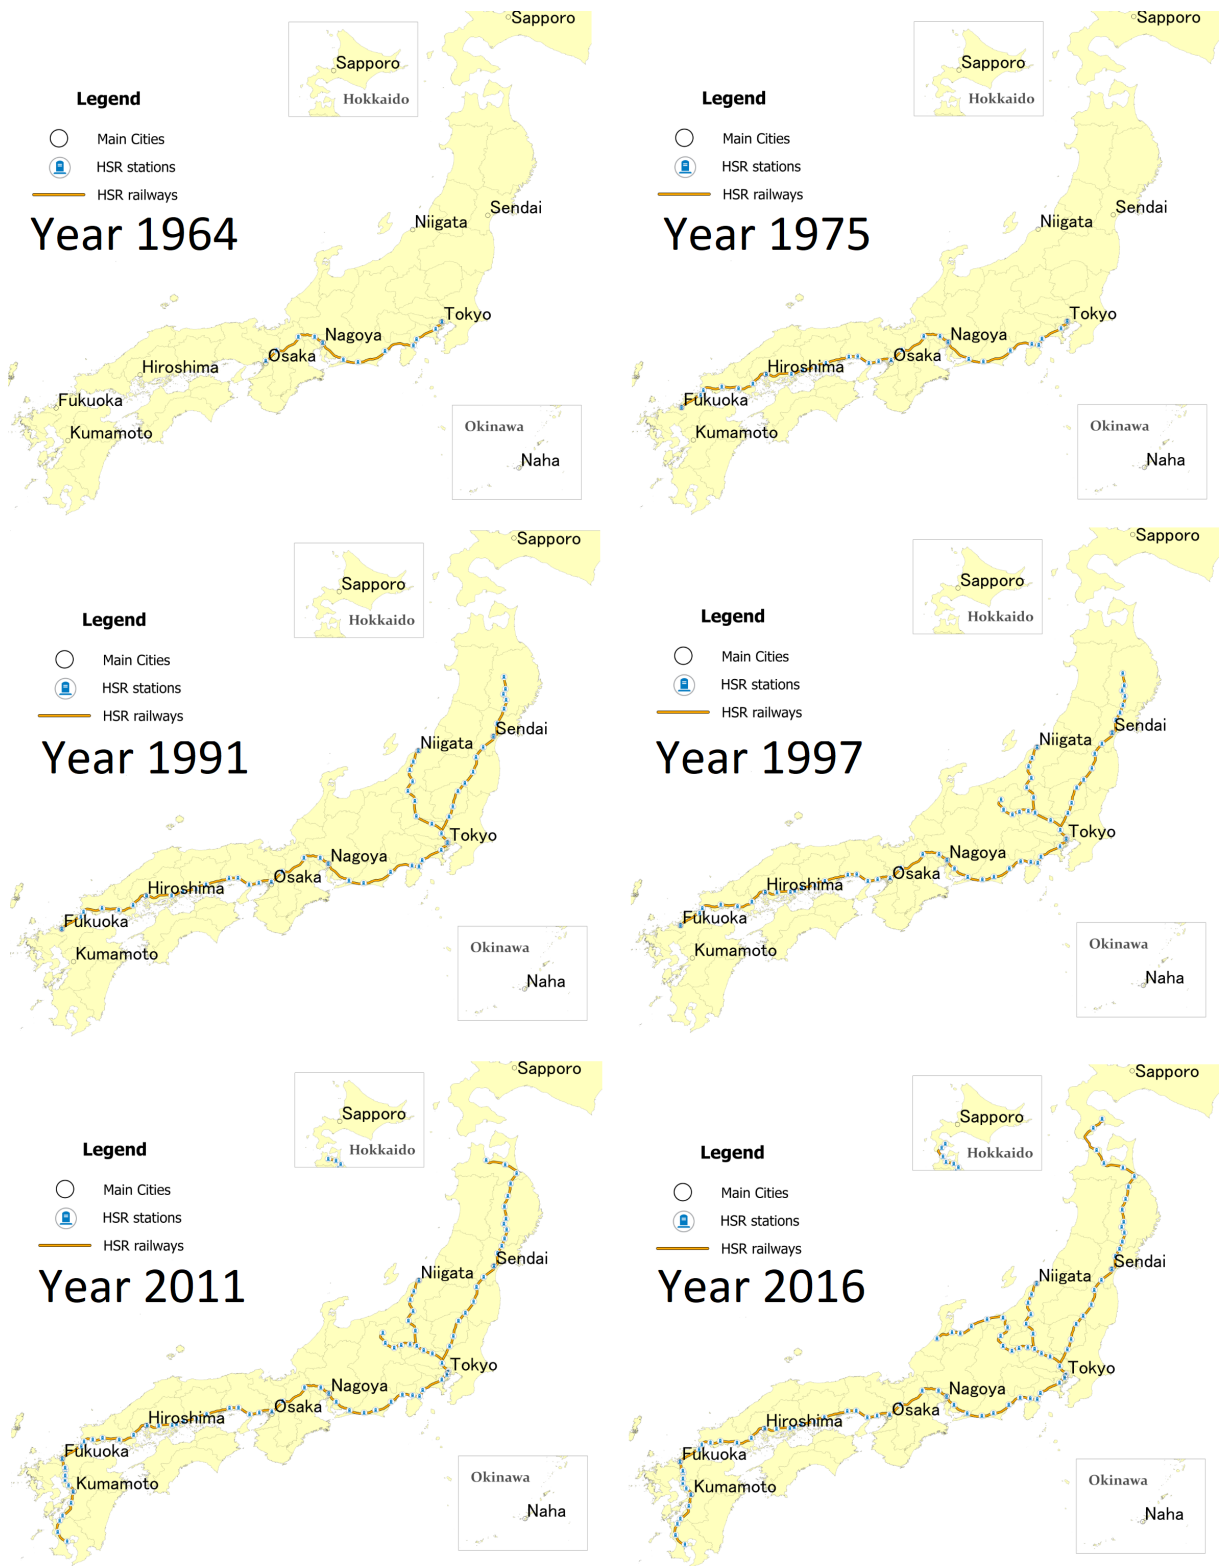 Sapporo
Sapporo
Hokkaido
Legend
Main Cities
HSR stations
HSR railways
Year 1964
Sendai
Niigata
Tokyo
Nagoya
Osaka
Hiroshima
Fukuoka
Kumamoto
Okinawa
Naha
Sapporo
Sapporo
Hokkaido
Legend
Main Cities
HSR stations
HSR railways
Year 1975
Sendai
Niigata
Tokyo
Nagoya
Osaka
Hiroshima
Fukuoka
Kumamoto
Okinawa
Naha
Sapporo
Sapporo
Hokkaido
Legend
Main Cities
HSR stations
HSR railways
Year 1991
Sendai
Niigata
Tokyo
Nagoya
Osaka
Hiroshima
Fukuoka
Kumamoto
Okinawa
Naha
Sapporo
Sapporo
Hokkaido
Legend
Main Cities
HSR stations
HSR railways
Year 1997
Sendai
Niigata
Tokyo
Nagoya
Osaka
Hiroshima
Fukuoka
Kumamoto
Okinawa
Naha
Sapporo
Sapporo
Hokkaido
Legend
Main Cities
HSR stations
HSR railways
Year 2011
Sendai
Niigata
Tokyo
Nagoya
Osaka
Hiroshima
Fukuoka
Kumamoto
Okinawa
Naha
Sapporo
Sapporo
Hokkaido
Legend
Main Cities
HSR stations
HSR railways
Year 2016
Sendai
Niigata
Tokyo
Nagoya
Osaka
Hiroshima
Fukuoka
Kumamoto
Okinawa
Naha